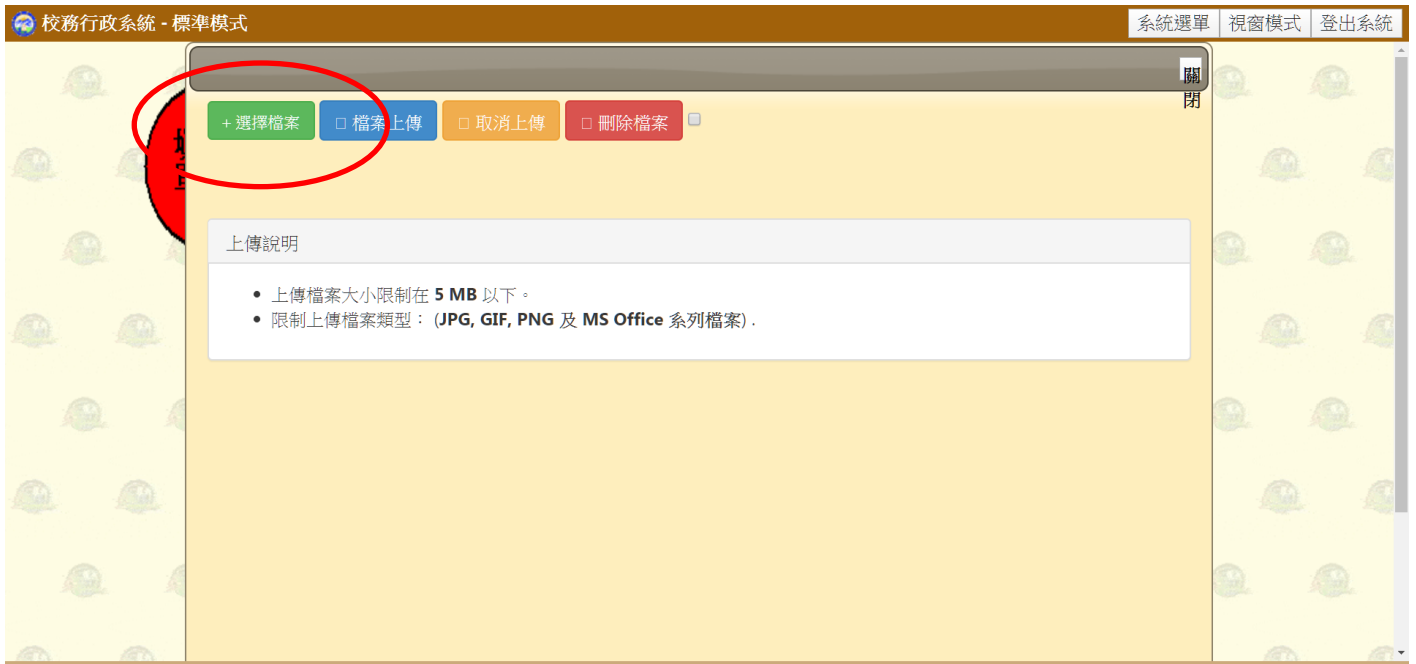 校務行政系統 - 標準模式
系統選單 視窗模式 登出系統
關
閉
+ 選擇檔案 檔案上傳 取消上傳 刪除檔案
上傳說明
上傳檔案大小限制在 5 MB 以下。
限制上傳檔案類型： (JPG, GIF, PNG 及 MS Office 系列檔案) .